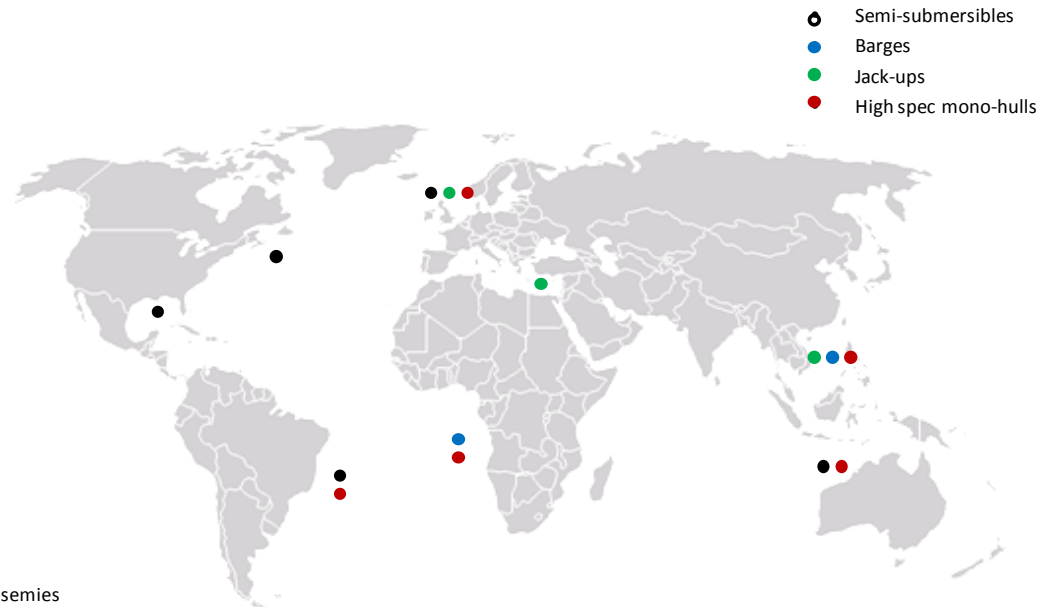 Semi-submersibles
Barges
Jack-ups
High spec mono-hulls
semies